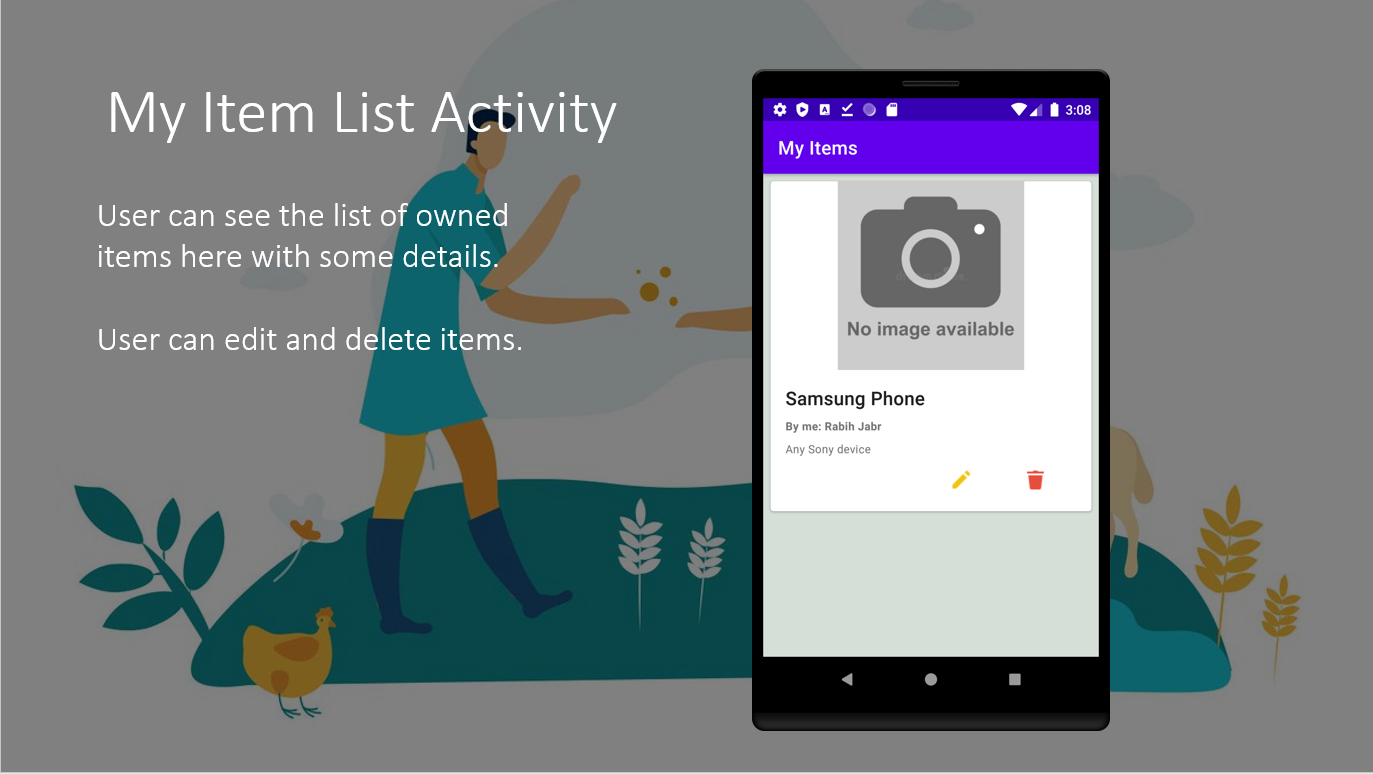 My Item List Activity
User can see the list of owned
items here with some details.
User can edit and delete items.
3:08
My Items
No image available
Samsung Phone
By me: Rabih Jabr
Any Sony device